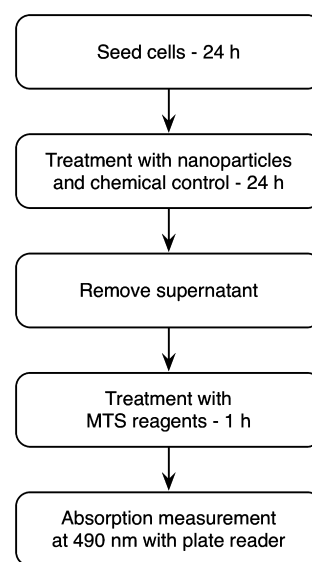 Seed cells - 24 h
Treatment with nanoparticles
and chemical control - 24 h
Remove supernatant
Treatment with
MTS reagents - 1 h
Absorption measurement
at 490 nm with plate reader